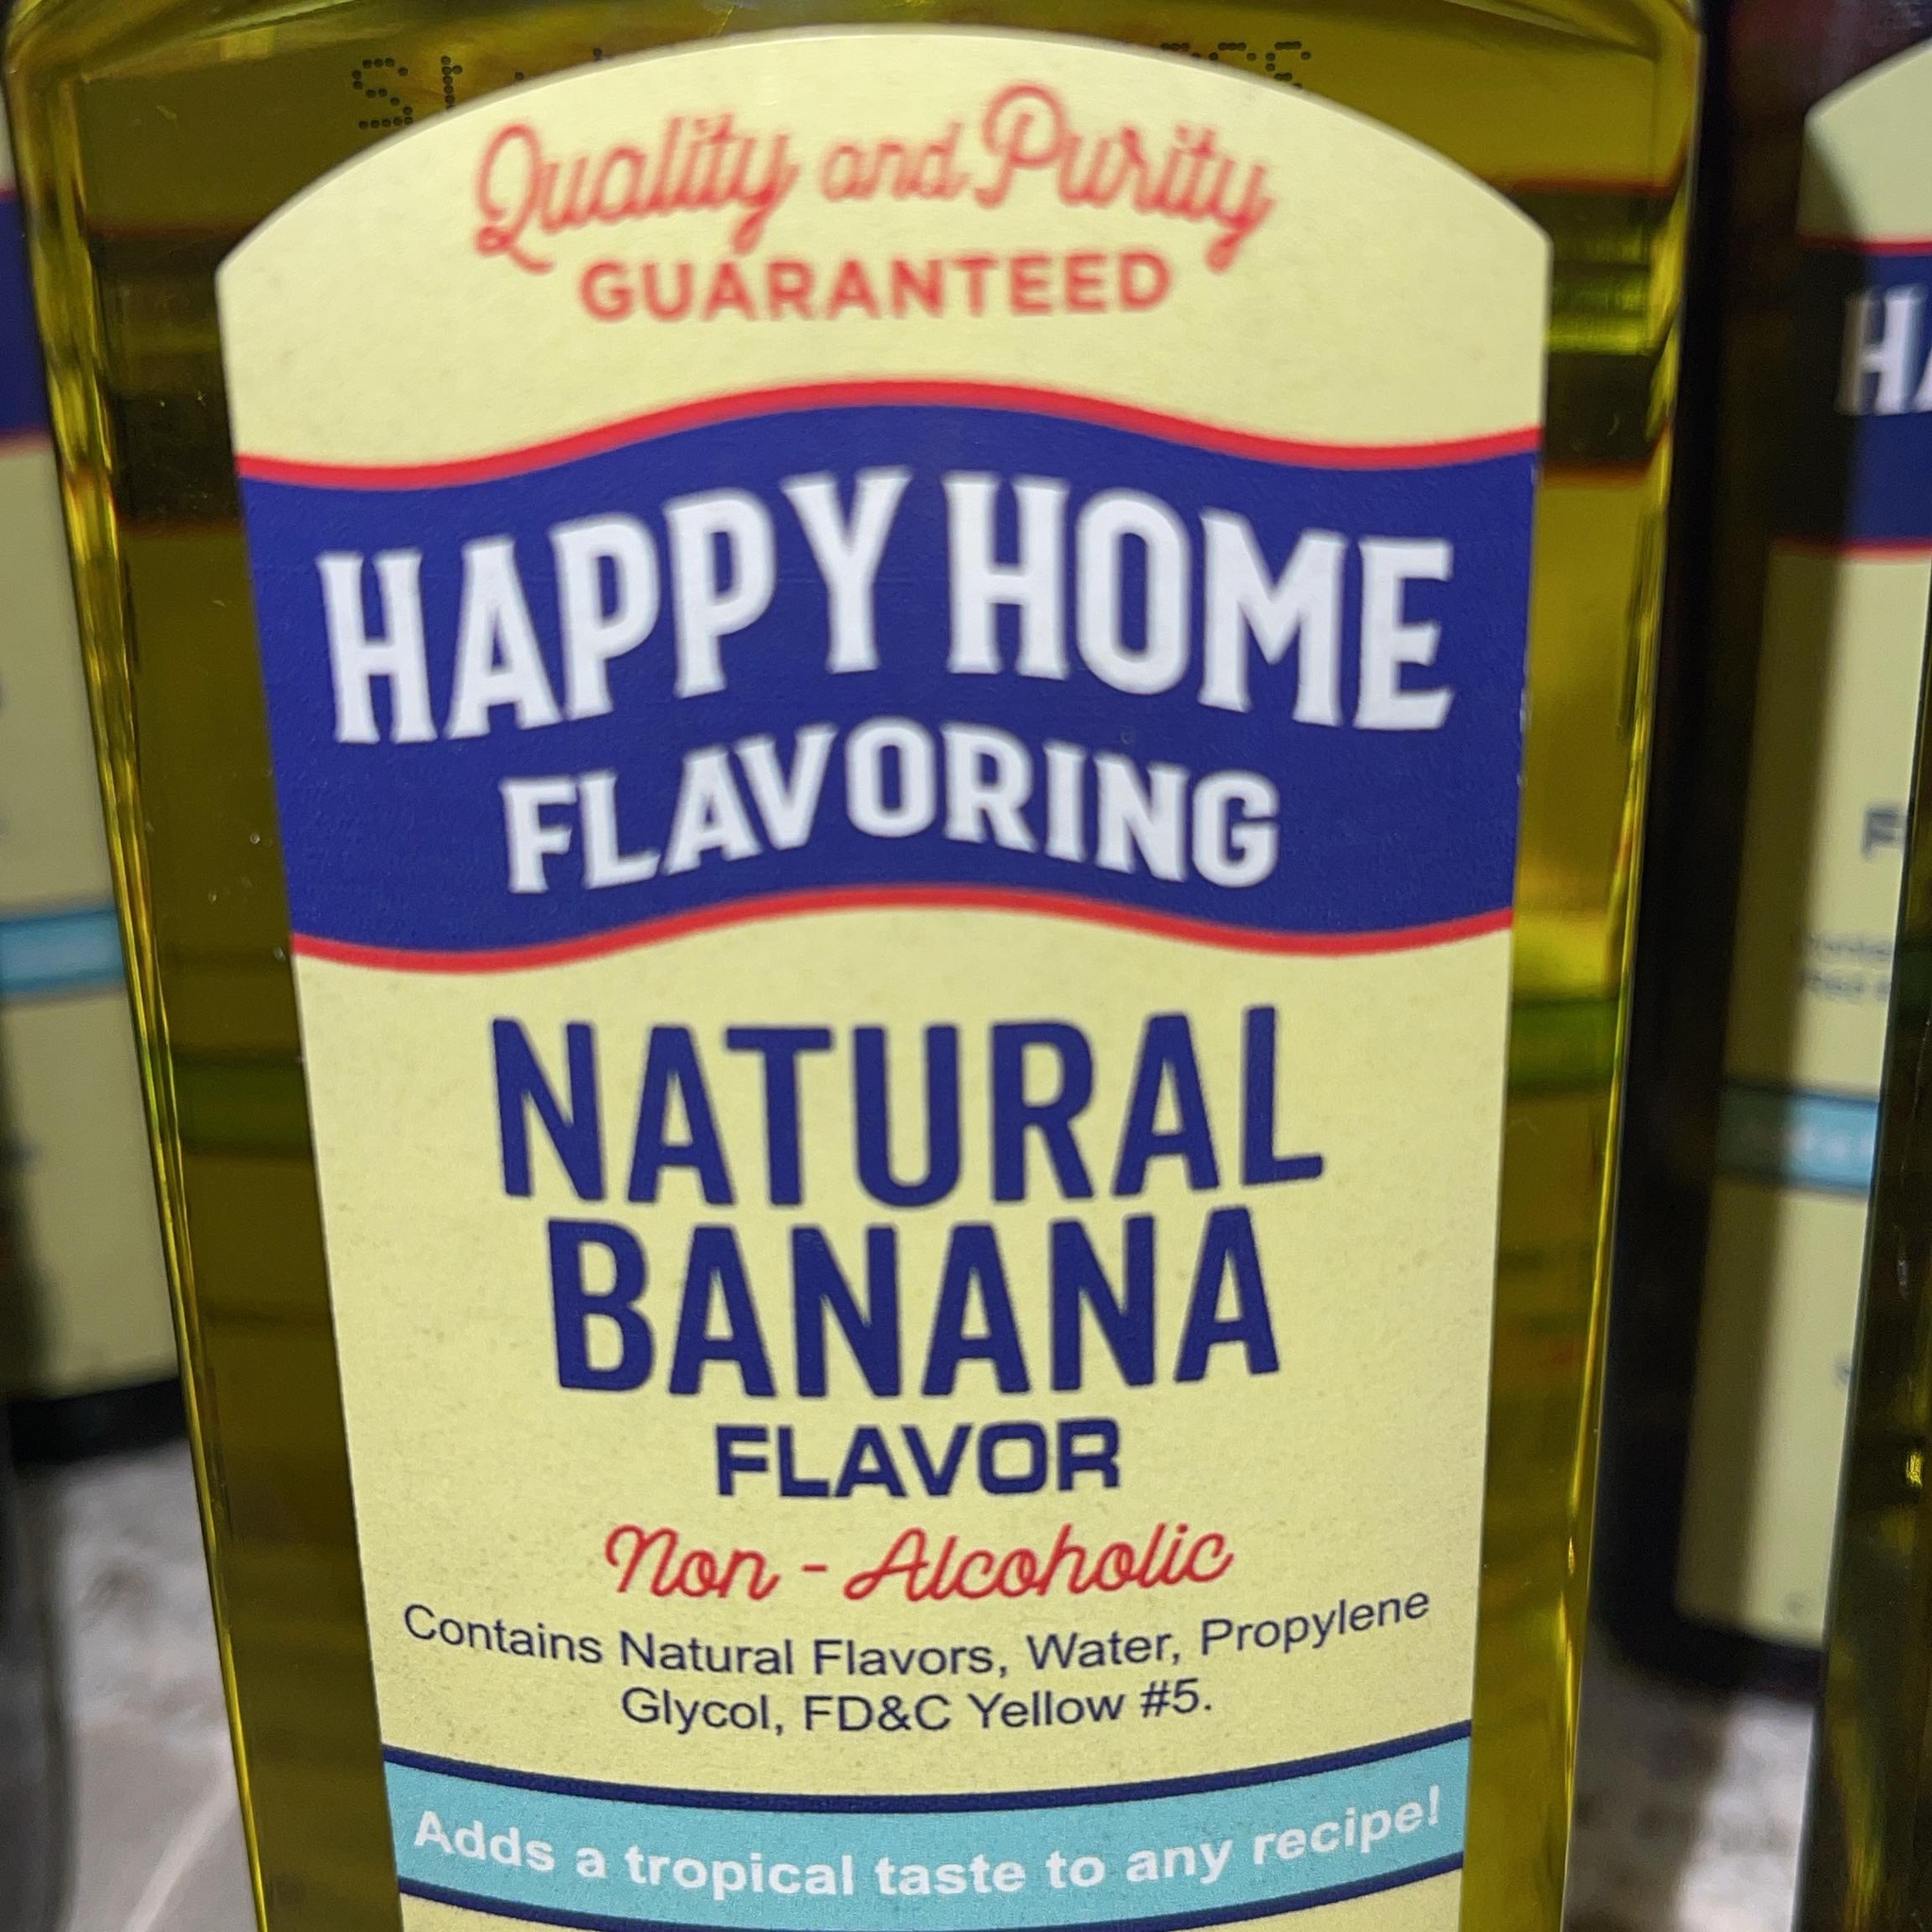 Quality and Purity
GUARANTEED
HAPPY HOME
FLAVORING
NATURAL
BANANA
FLAVOR
Non - Alcoholic
Contains Natural Flavors, Water, Propylene
Glycol, FD&C Yellow #5.
Adds a tropical taste to any recipe!